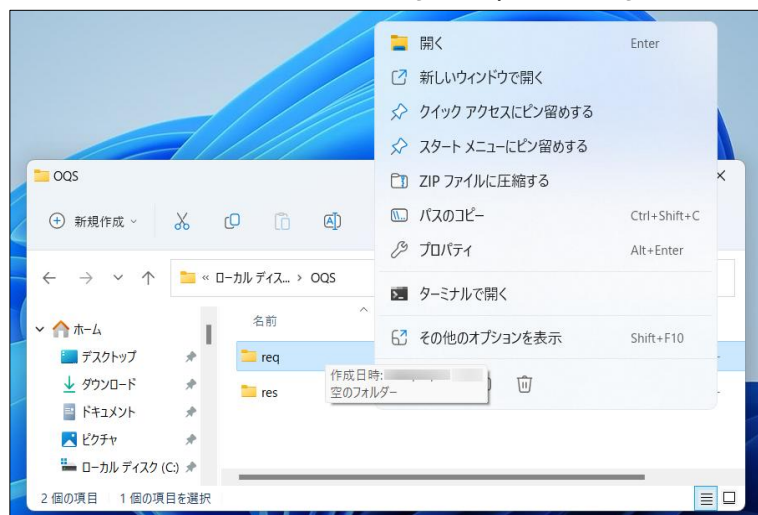 開く Enter
新しいウィンドウで開く
クイック アクセスにピン留めする
スタート メニューにピン留めする
OQS
ZIP ファイルに圧縮する
新規作成
パスのコピー Ctrl+Shift+C
プロパティ Alt+Enter
« ローカル ディス... › OQS
ターミナルで開く
ホーム
名前
その他のオプションを表示 Shift+F10
デスクトップ
req
ダウンロード
作成日時:
res
空のフォルダー
ドキュメント
ピクチャ
ローカル ディスク (C:)
2 個の項目 1 個の項目を選択